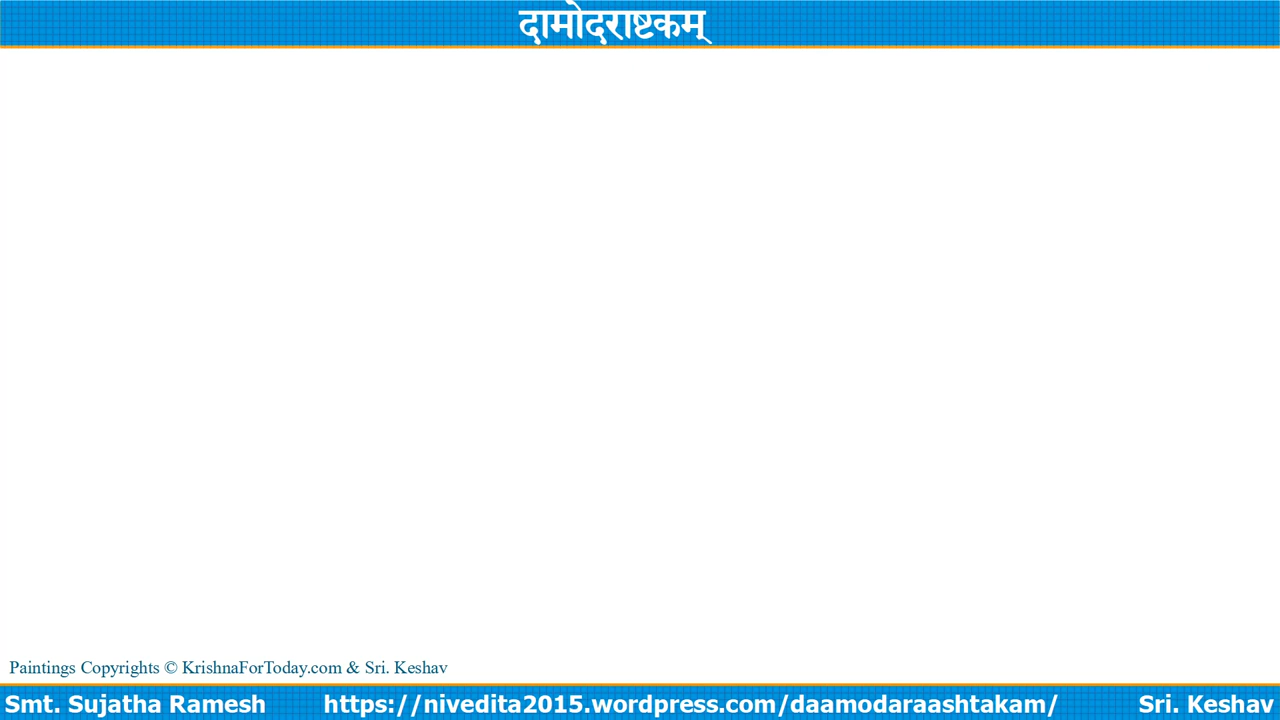 दामोदराष्टकम्
Paintings Copyrights © KrishnaForToday.com & Sri. Keshav
Smt. Sujatha Ramesh https://nivedita2015.wordpress.com/daamodaraashtakam/ Sri. Keshav